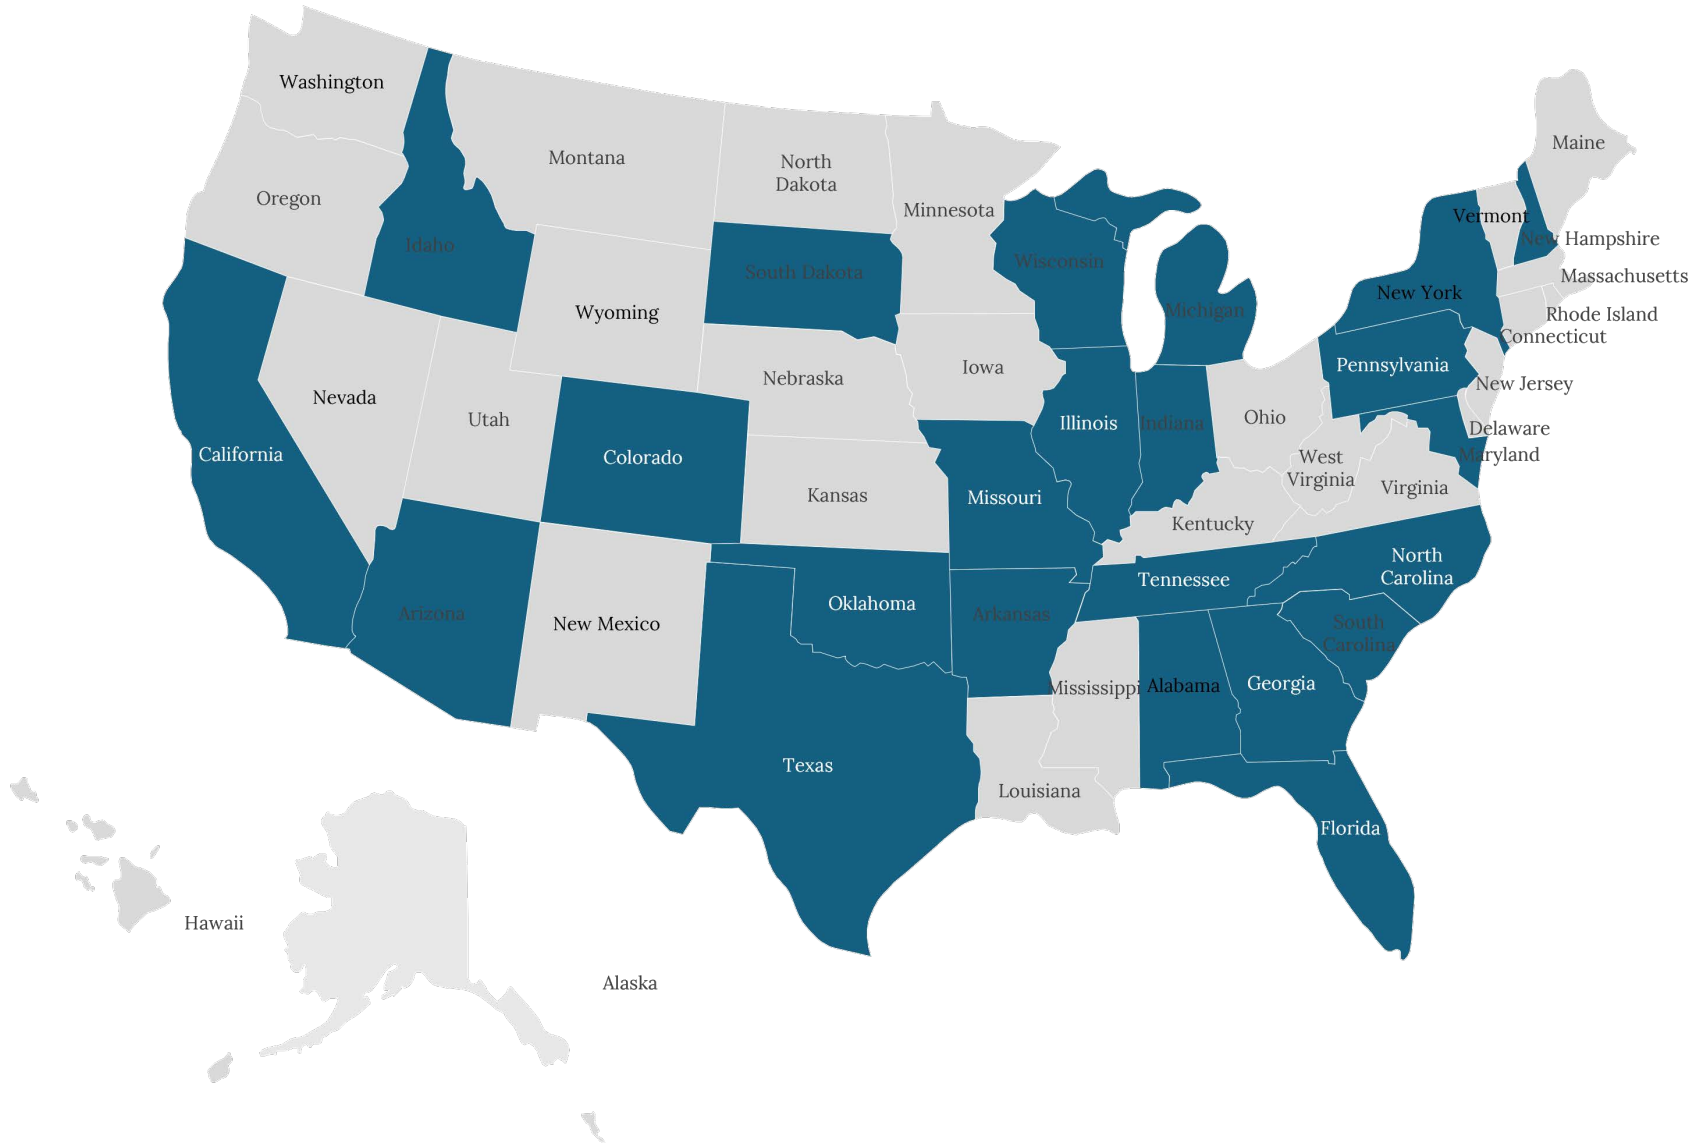 Washington
Maine
Montana
North
Dakota
Oregon
Minnesota
Vermont
New Hampshire
Idaho
Wisconsin
South Dakota
Massachusetts
New York
Michigan
Wyoming
Rhode Island
Connecticut
Pennsylvania
Iowa
Nebraska
New Jersey
Nevada
Utah
Ohio
Illinois
Indiana
Delaware
California
Colorado
Maryland
West
Virginia
Virginia
Kansas
Missouri
Kentucky
North
Carolina
Tennessee
Oklahoma
Arizona
Arkansas
New Mexico
South
Carolina
Georgia
Mississippi
Alabama
Texas
Louisiana
Florida
Hawaii
Alaska